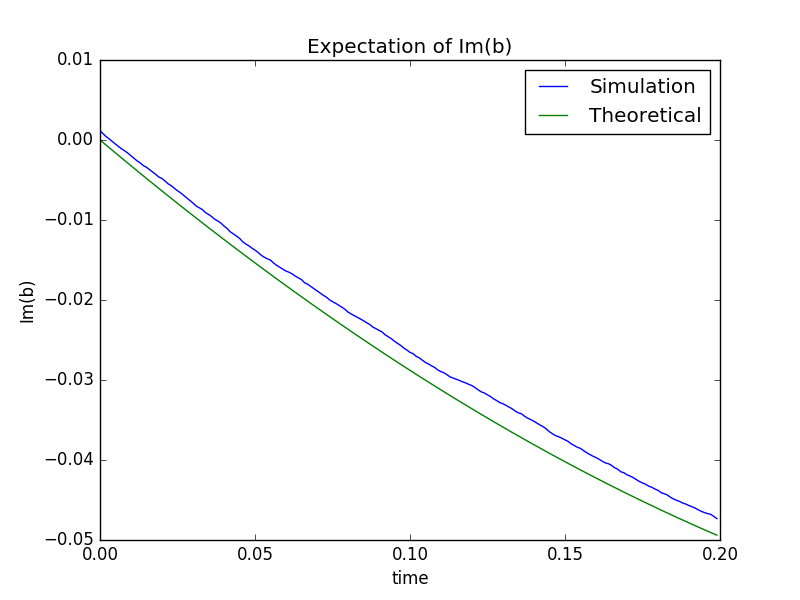 Expectation of Im(b)
Simulation
Theoretical
0.01
0.00
−0.01
−0.02
−0.03
−0.04
−0.05
Im(b)
0.00 0.05 0.10 0.15 0.20
time